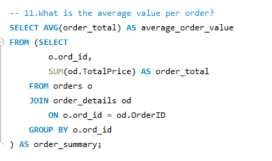 -- 11.What is the average value per order?
SELECT AVG(order_total) AS average_order_value
FROM (SELECT
o.ord_id,
SUM(od.TotalPrice) AS order_total
FROM orders o
JOIN order_details od
ON o.ord_id = od.OrderID
GROUP BY o.ord_id
) AS order_summary;